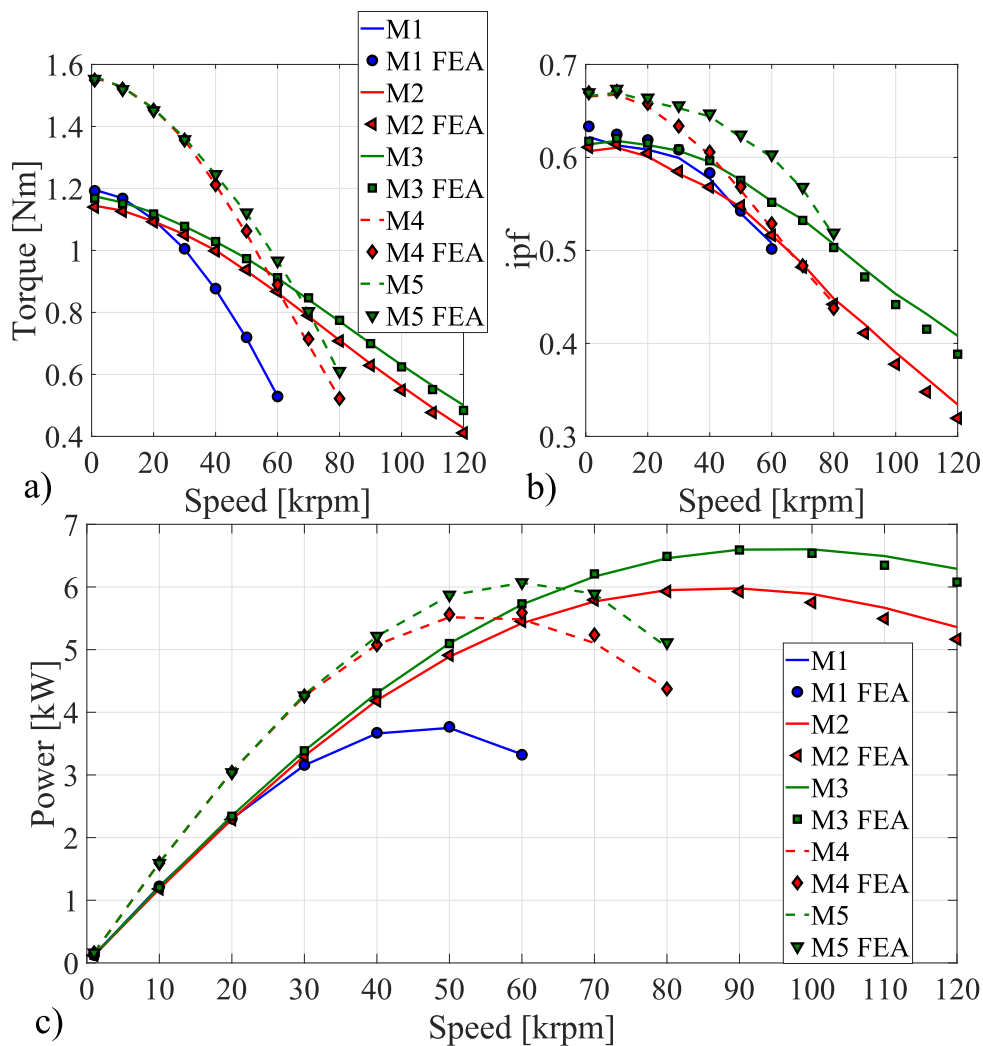 M1
M1 FEA
M2
M2 FEA
M3
M3 FEA
M4
M4 FEA
M5
M5 FEA
Torque [Nm]
1.6
1.4
1.2
1
0.8
0.6
0.4
0 20 40 60 80 100 120
Speed [krpm]
a)
ipf
0.7
0.6
0.5
0.4
0.3
0 20 40 60 80 100 120
Speed [krpm]
b)
Power [kW]
7
6
5
4
3
2
1
0
0 10 20 30 40 50 60 70 80 90 100 110 120
Speed [krpm]
c)
M1
M1 FEA
M2
M2 FEA
M3
M3 FEA
M4
M4 FEA
M5
M5 FEA